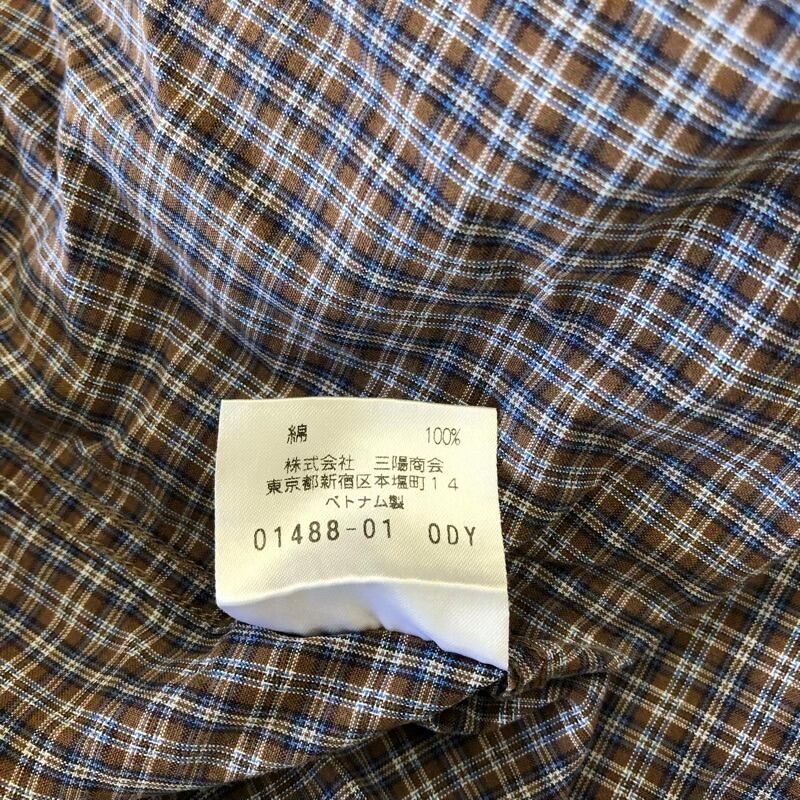 綿 100%
株式会社 三陽商会
東京都新宿区本塩町14
ベトナム製
01488-01 0DY